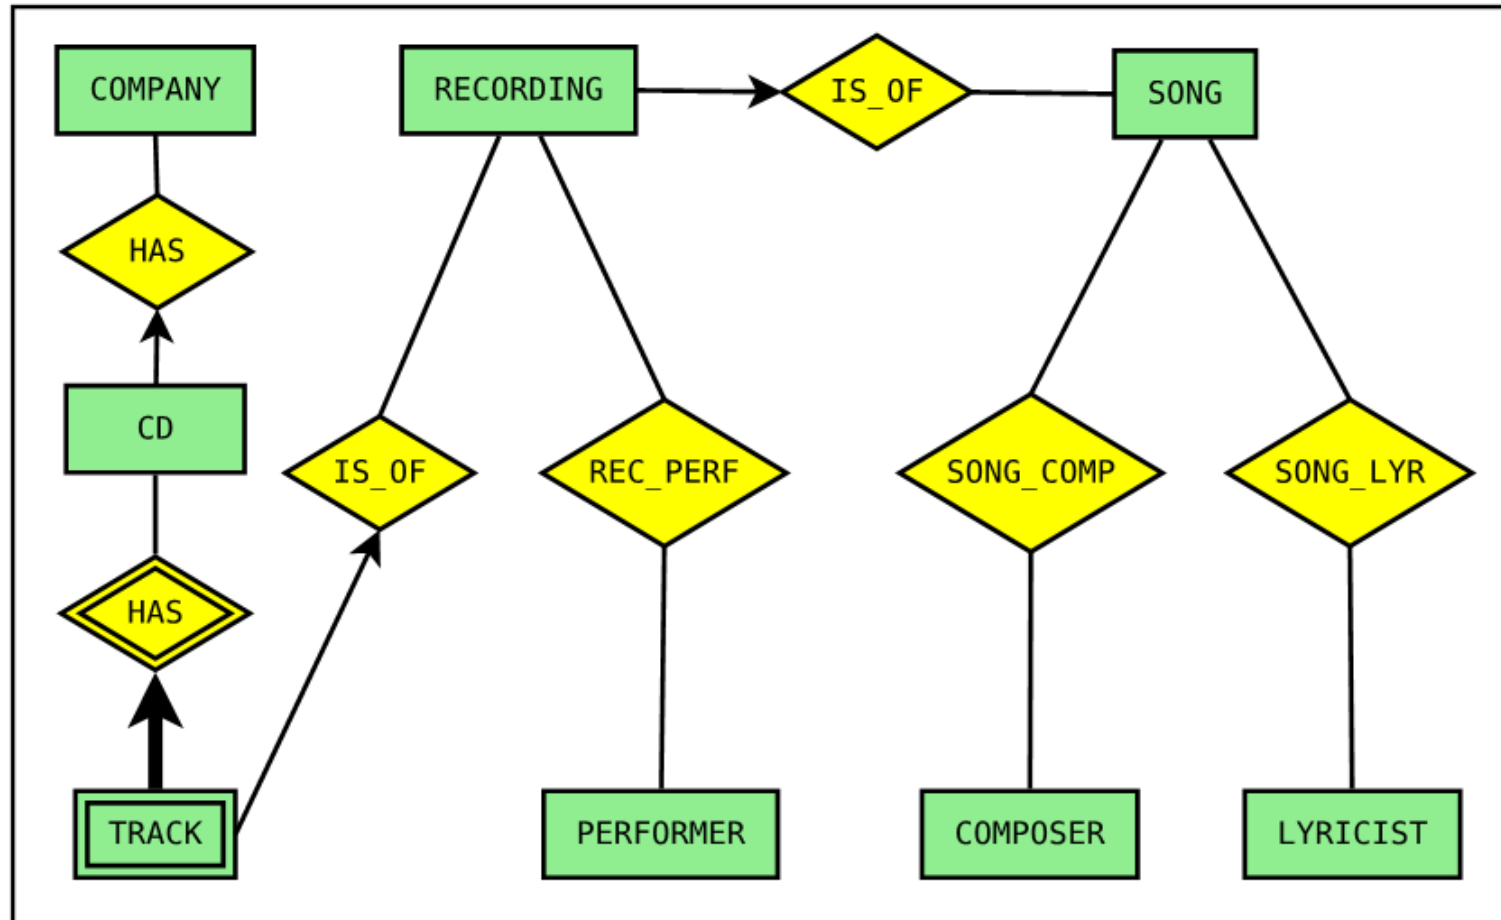 COMPANY
RECORDING
IS_OF
SONG
HAS
CD
IS_OF
REC_PERF
SONG_COMP
SONG_LYR
HAS
TRACK
PERFORMER
COMPOSER
LYRICIST